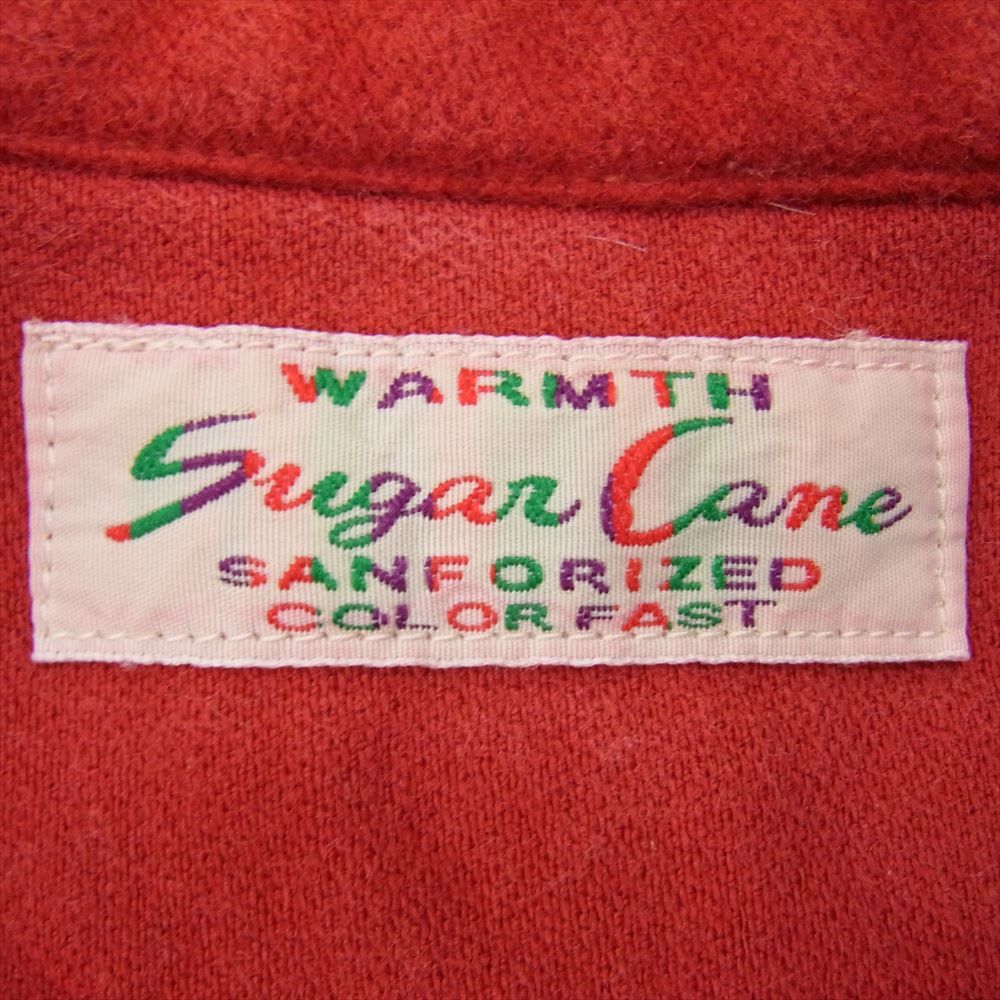 WARMTH
Sugar Cane
SANFORIZED
COLOR FAST